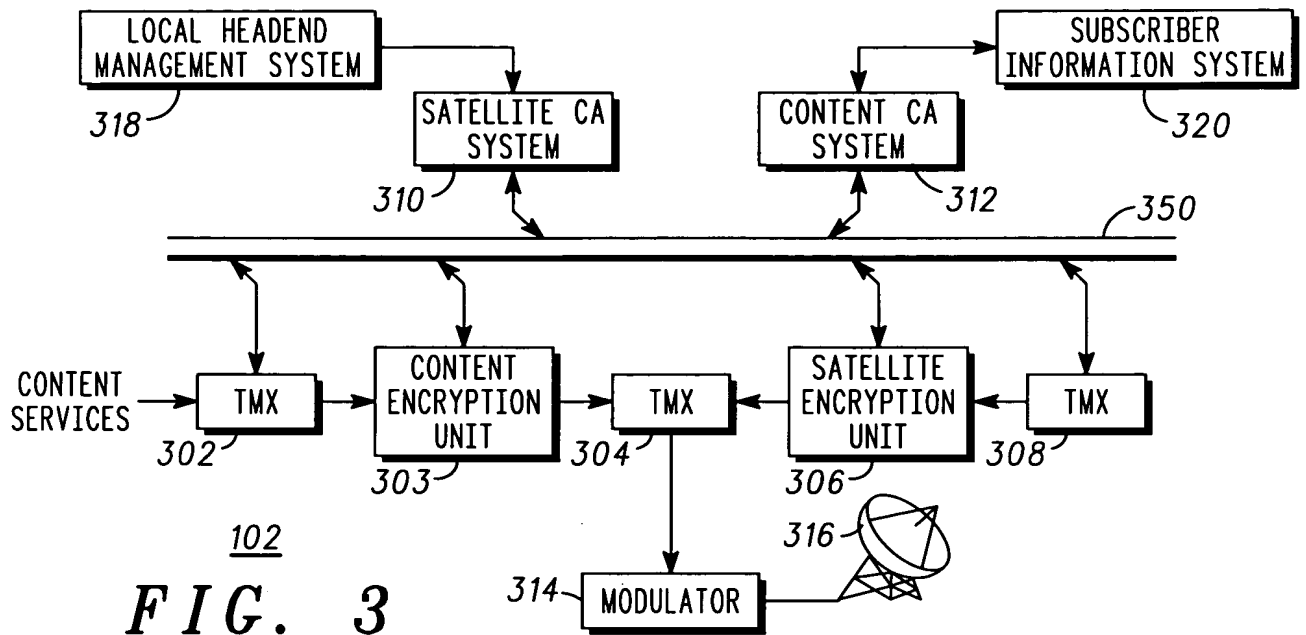 LOCAL HEADEND
MANAGEMENT SYSTEM
318
SATELLITE CA
SYSTEM
310
CONTENT CA
SYSTEM
312
SUBSCRIBER
INFORMATION SYSTEM
320
350
CONTENT
SERVICES
TMX
302
CONTENT
ENCRYPTION
UNIT
303
TMX
304
SATELLITE
ENCRYPTION
UNIT
306
TMX
308
316
MODULATOR
314
102
FIG. 3